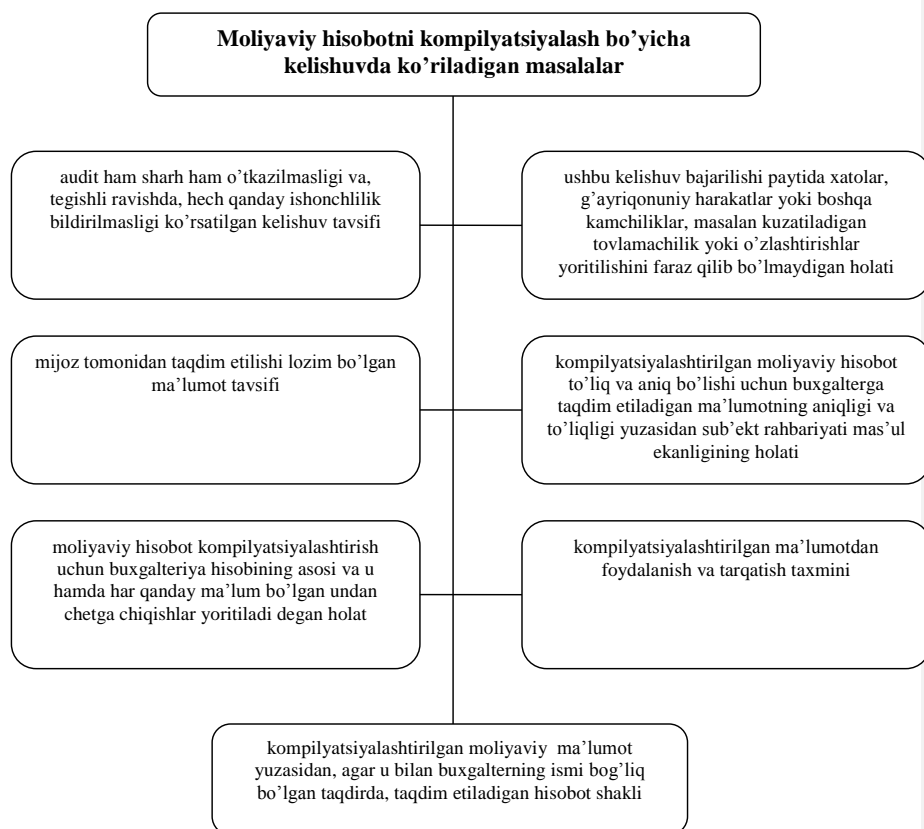 Moliyaviy hisobotni kompilyatsiyalash bo’yicha
kelishuvda ko’riladigan masalalar
audit ham sharh ham o’tkazilmasligi va,
tegishli ravishda, hech qanday ishonchlilik
bildirilmasligi ko’rsatilgan kelishuv tavsifi
ushbu kelishuv bajarilishi paytida xatolar,
g’ayriqonuniy harakatlar yoki boshqa
kamchiliklar, masalan kuzatiladigan
tovlamachilik yoki o’zlashtirishlar
yoritilishini faraz qilib bo’lmaydigan holati
mijoz tomonidan taqdim etilishi lozim bo’lgan
ma’lumot tavsifi
kompilyatsiyalashtirilgan moliyaviy hisobot
to’liq va aniq bo’lishi uchun buxgalterga
taqdim etiladigan ma’lumotning aniqligi va
to’liqligi yuzasidan sub’ekt rahbariyati mas’ul
ekanligining holati
moliyaviy hisobot kompilyatsiyalashtirish
uchun buxgalteriya hisobining asosi va u
hamda har qanday ma’lum bo’lgan undan
chetga chiqishlar yoritiladi degan holat
kompilyatsiyalashtirilgan ma’lumotdan
foydalanish va tarqatish taxmini
kompilyatsiyalashtirilgan moliyaviy ma’lumot
yuzasidan, agar u bilan buxgalterning ismi bog’liq
bo’lgan taqdirda, taqdim etiladigan hisobot shakli